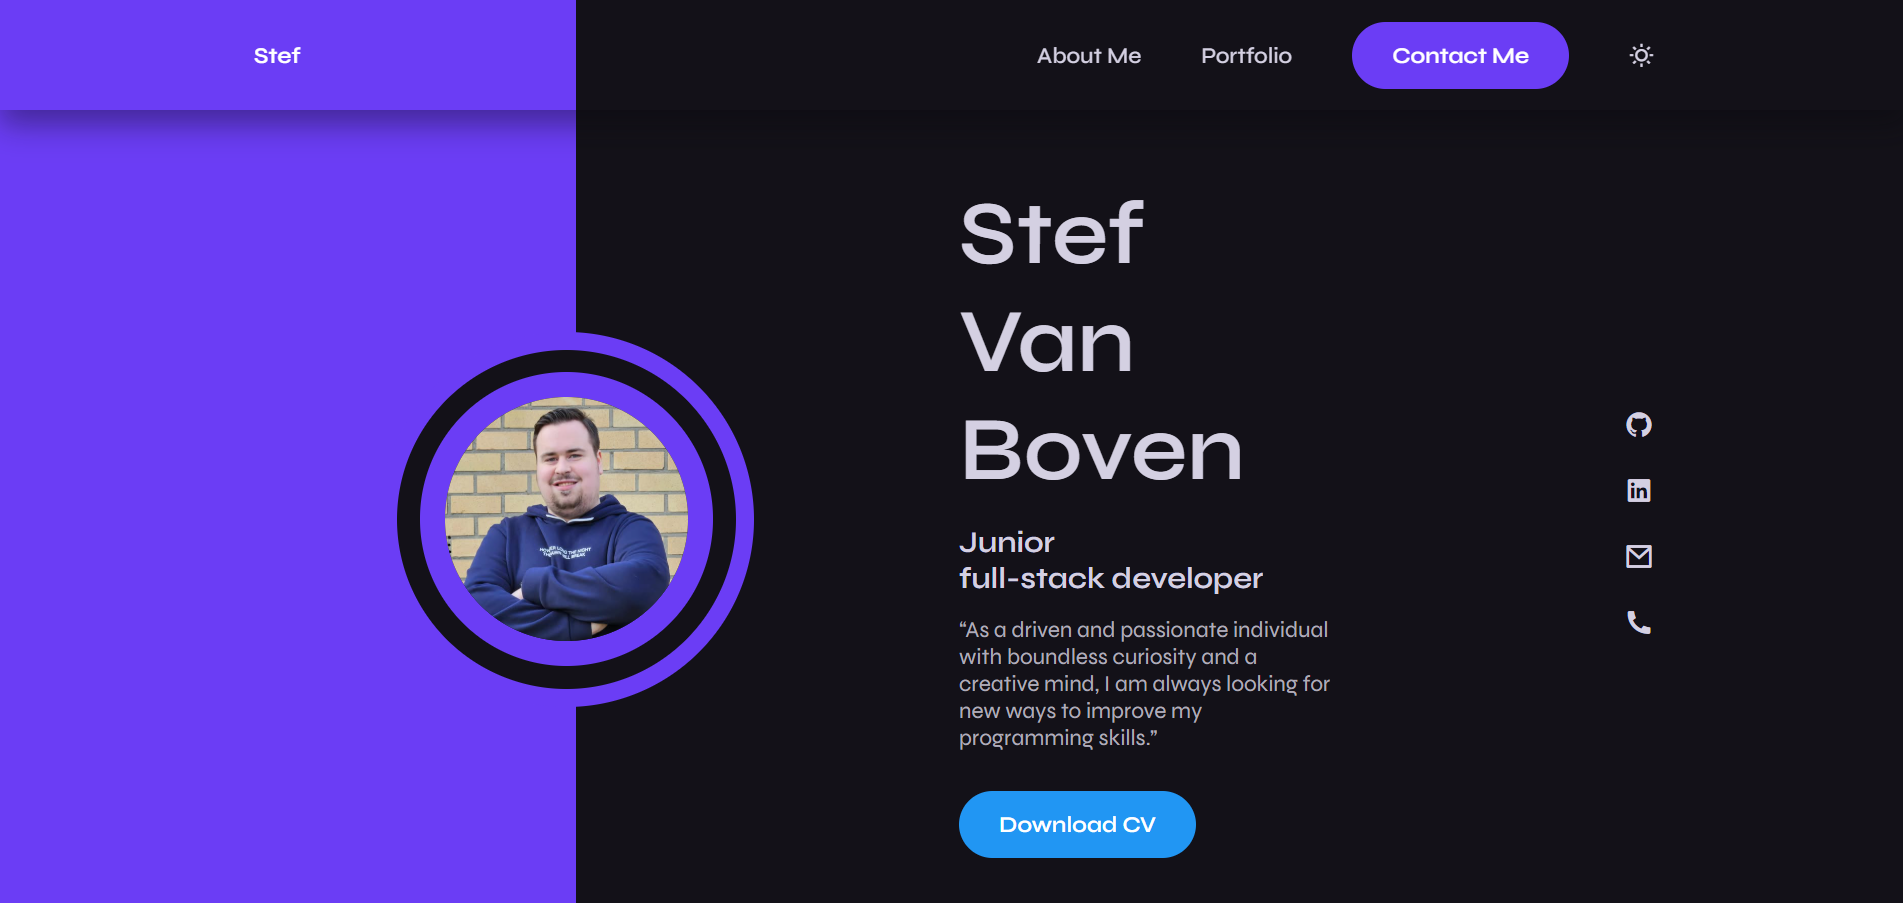 Stef
About Me
Portfolio
Contact Me
Stef
Van
Boven
Junior
full-stack developer
“As a driven and passionate individual
with boundless curiosity and a
creative mind, I am always looking for
new ways to improve my
programming skills.”
Download CV
in